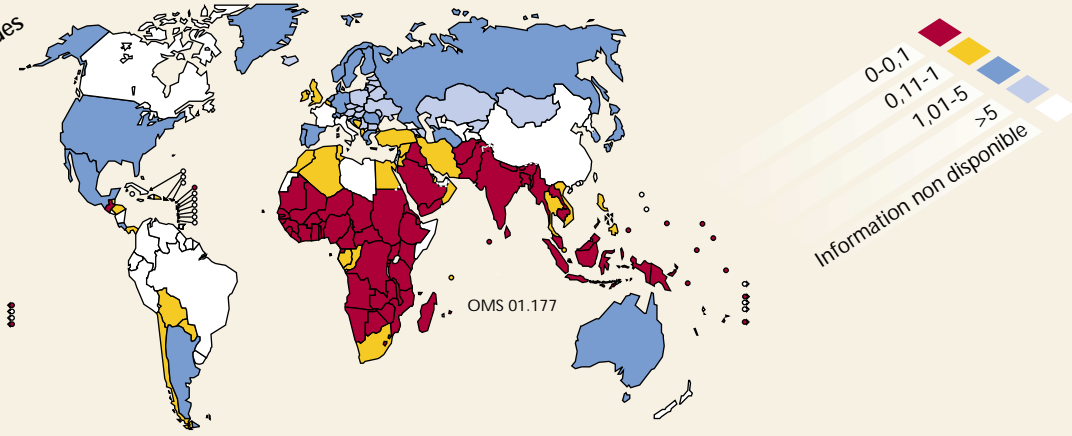 0-0,1
0,11-1
1,01-5
>5
Information non disponible
OMS 01.177